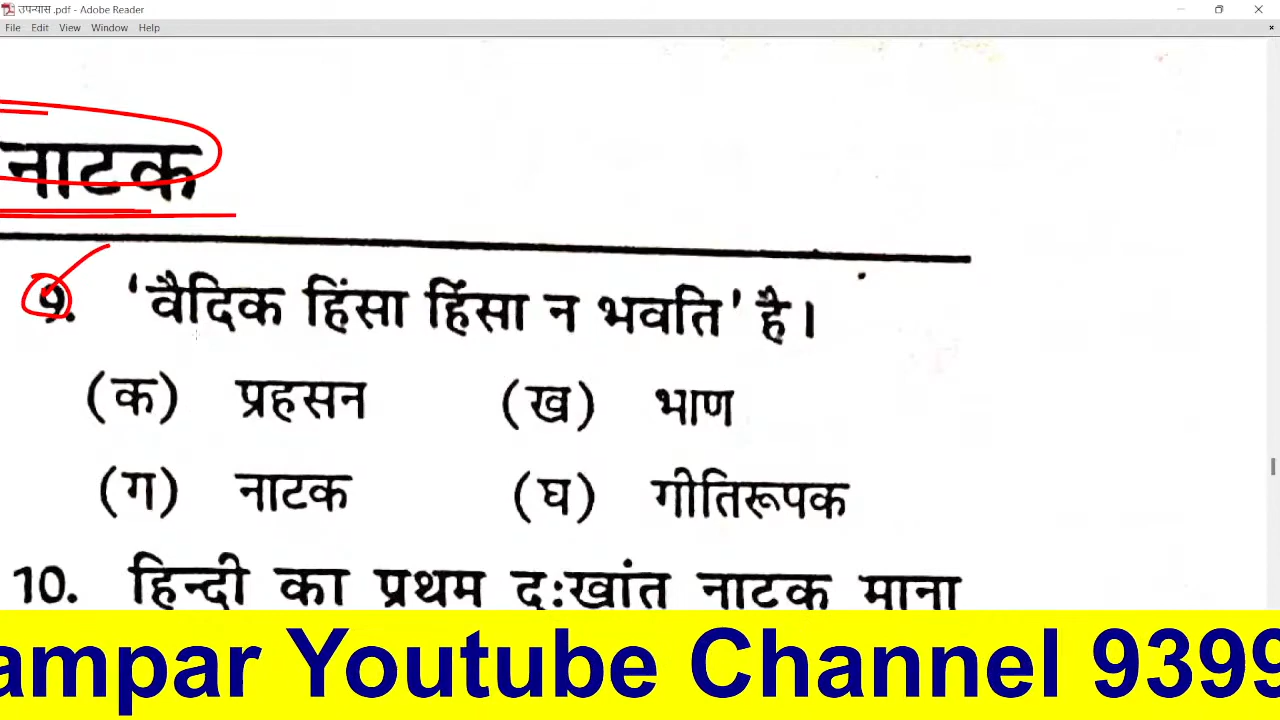 उपन्यास .pdf - Adobe Reader
File Edit View Window Help
नाटक
9. 'वैदिक हिंसा हिंसा न भवति' है।
(क) प्रहसन (ख) भाण
(ग) नाटक (घ) गीतिरूपक
10. हिन्दी का प्रथम दुःखांत नाटक माना
ampar Youtube Channel 9399